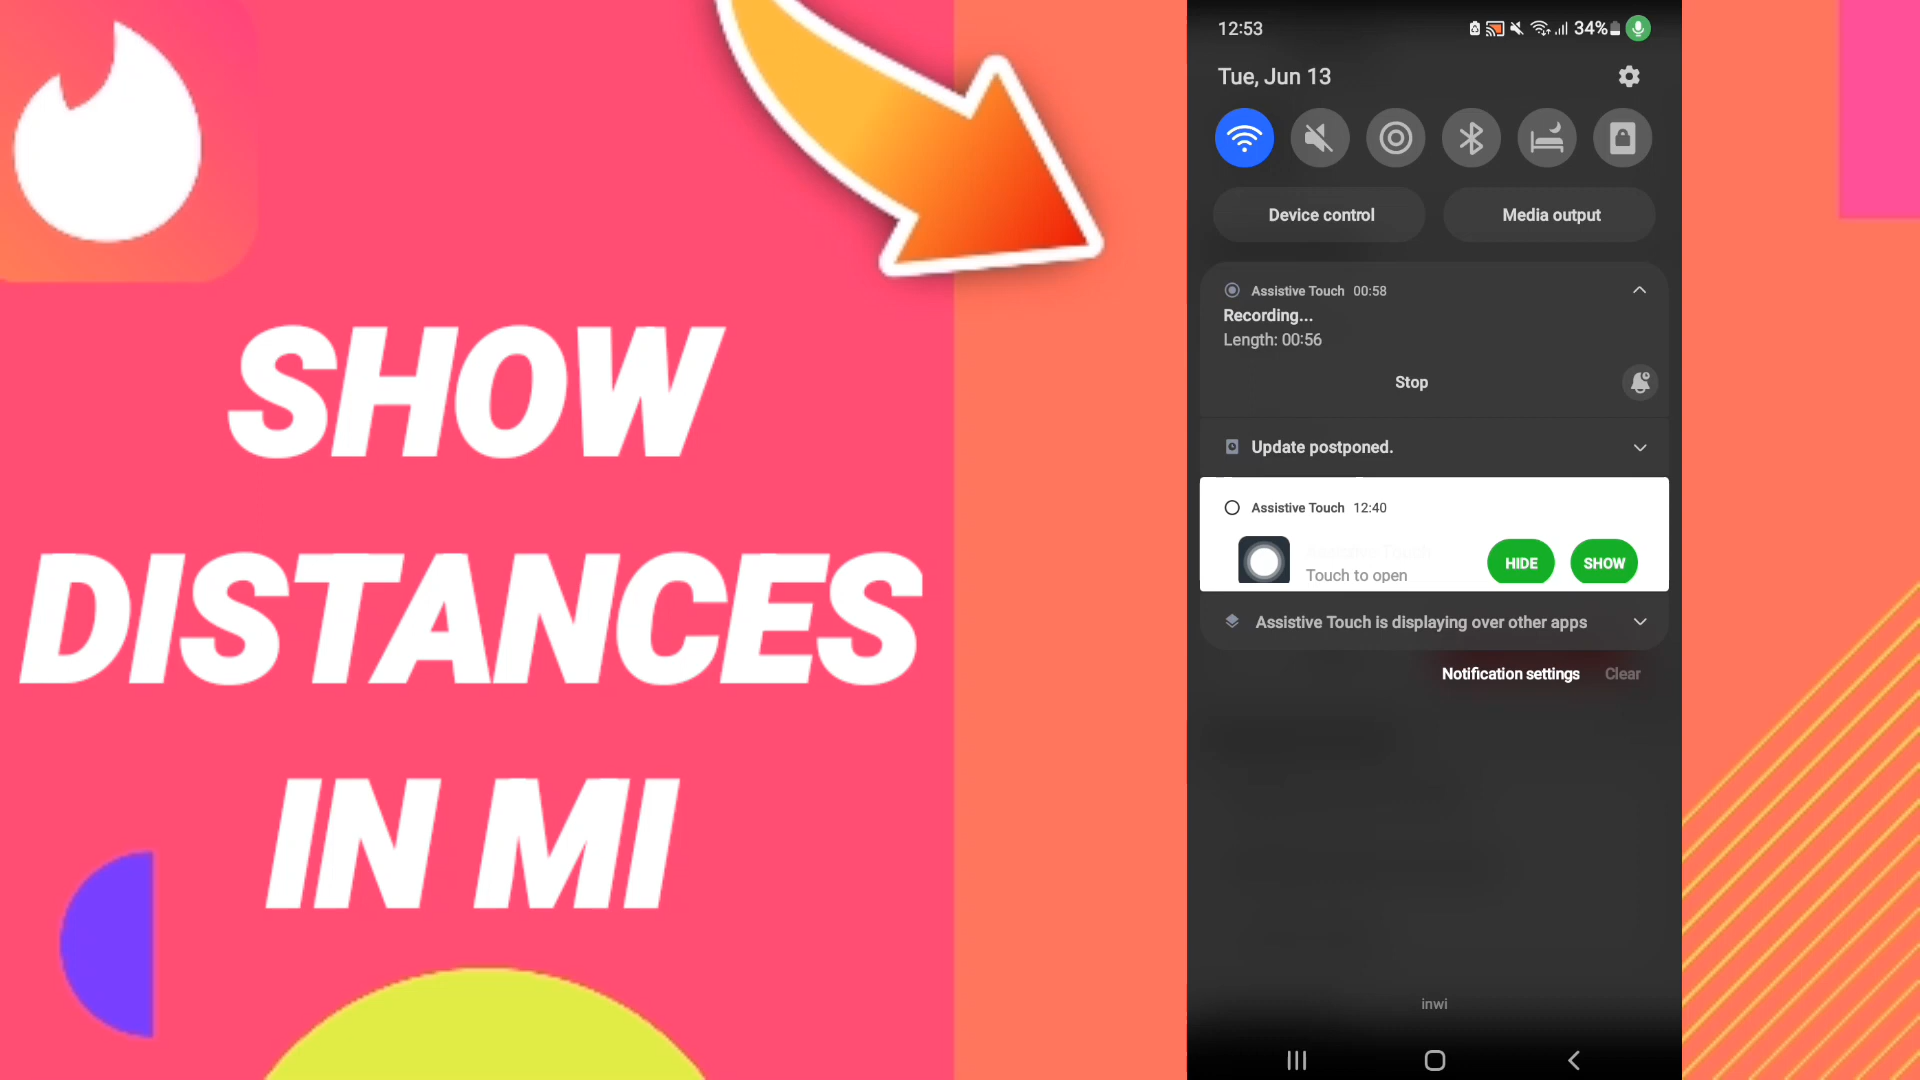 SHOW
DISTANCES
IN MI
12:53
34%
Tue, Jun 13
Device control
Media output
Assistive Touch 00:58
Recording...
Length: 00:56
Stop
Update postponed.
Assistive Touch 12:40
Assistive Touch
Touch to open
HIDE
SHOW
Assistive Touch is displaying over other apps
Notification settings
Clear
inwi